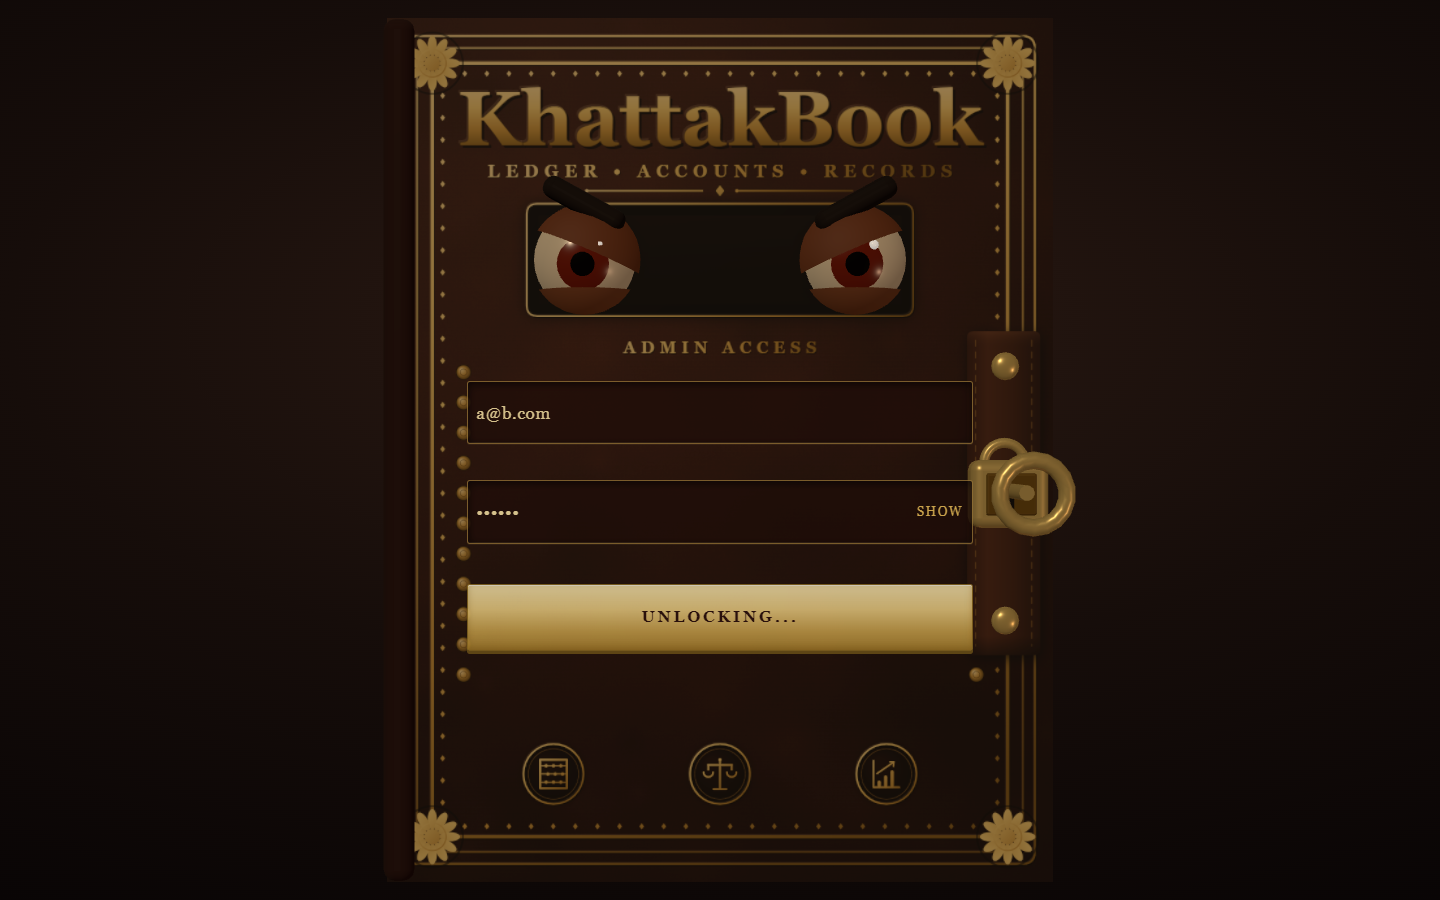 KhattakBook
LEDGER • ACCOUNTS • RECORDS
ADMIN ACCESS
a@b.com
••••••
SHOW
UNLOCKING...